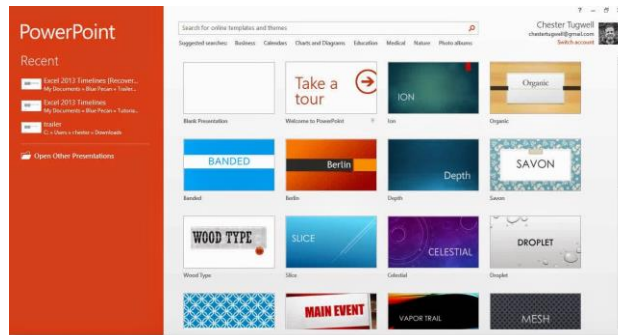 PowerPoint
Recent
Excel 2013 Timelines [Recover...
My Documents » Blue Pecan » Trailer...
Excel 2013 Timelines
My Documents » Blue Pecan » Tutoria...
trailer
C: » Users » chester » Downloads
Open Other Presentations
Search for online templates and themes
Suggested searches: Business Calendars Charts and Diagrams Education Medical Nature Photo albums
Chester Tugwell
chestertugwell@gmail.com
Switch account
Take a
tour
ION
Organic
Blank Presentation
Welcome to PowerPoint
Ion
Organic
BANDED
Berlin
Depth
SAVON
Banded
Berlin
Depth
Savon
WOOD TYPE
SLICE
CELESTIAL
DROPLET
Wood Type
Slice
Celestial
Droplet
MAIN EVENT
VAPOR TRAIL
MESH